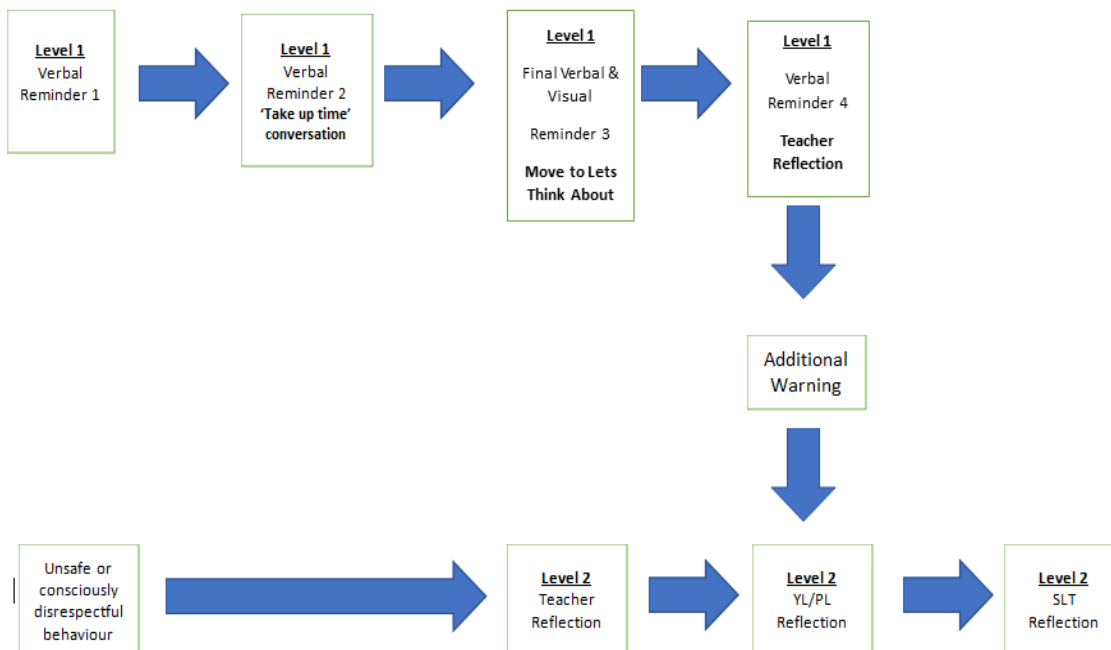 Level 1
Verbal
Reminder 1
Level 1
Verbal
Reminder 2
‘Take up time’
conversation
Level 1
Final Verbal &
Visual
Reminder 3
Move to Lets
Think About
Level 1
Verbal
Reminder 4
Teacher
Reflection
Additional
Warning
Unsafe or
consciously
disrespectful
behaviour
Level 2
Teacher
Reflection
Level 2
YL/PL
Reflection
Level 2
SLT
Reflection